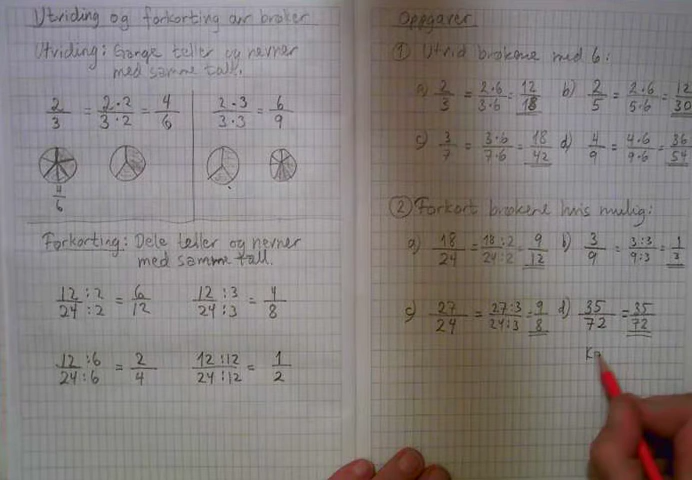 Utviding og forkorting av brøker
Utviding: Gange teller og nevner
med samme tall.
2/3 = 2·2/3·2 = 4/6
2·3/3·3 = 6/9
4/6
Forkorting: Dele teller og nevner
med samme tall.
12:2/24:2 = 6/12
12:3/24:3 = 4/8
12:6/24:6 = 2/4
12:12/24:12 = 1/2
Oppgaver
① Utvid brøkene med 6:
a) 2/3 = 2·6/3·6 = 12/18 b) 2/5 = 2·6/5·6 = 12/30
c) 3/7 = 3·6/7·6 = 18/42 d) 4/9 = 4·6/9·6 = 36/54
② Forkort brøkene hvis mulig:
a) 18/24 = 18:2/24:2 = 9/12 b) 3/9 = 3:3/9:3 = 1/3
c) 27/24 = 27:3/24:3 = 9/8 d) 35/72 = 35/72